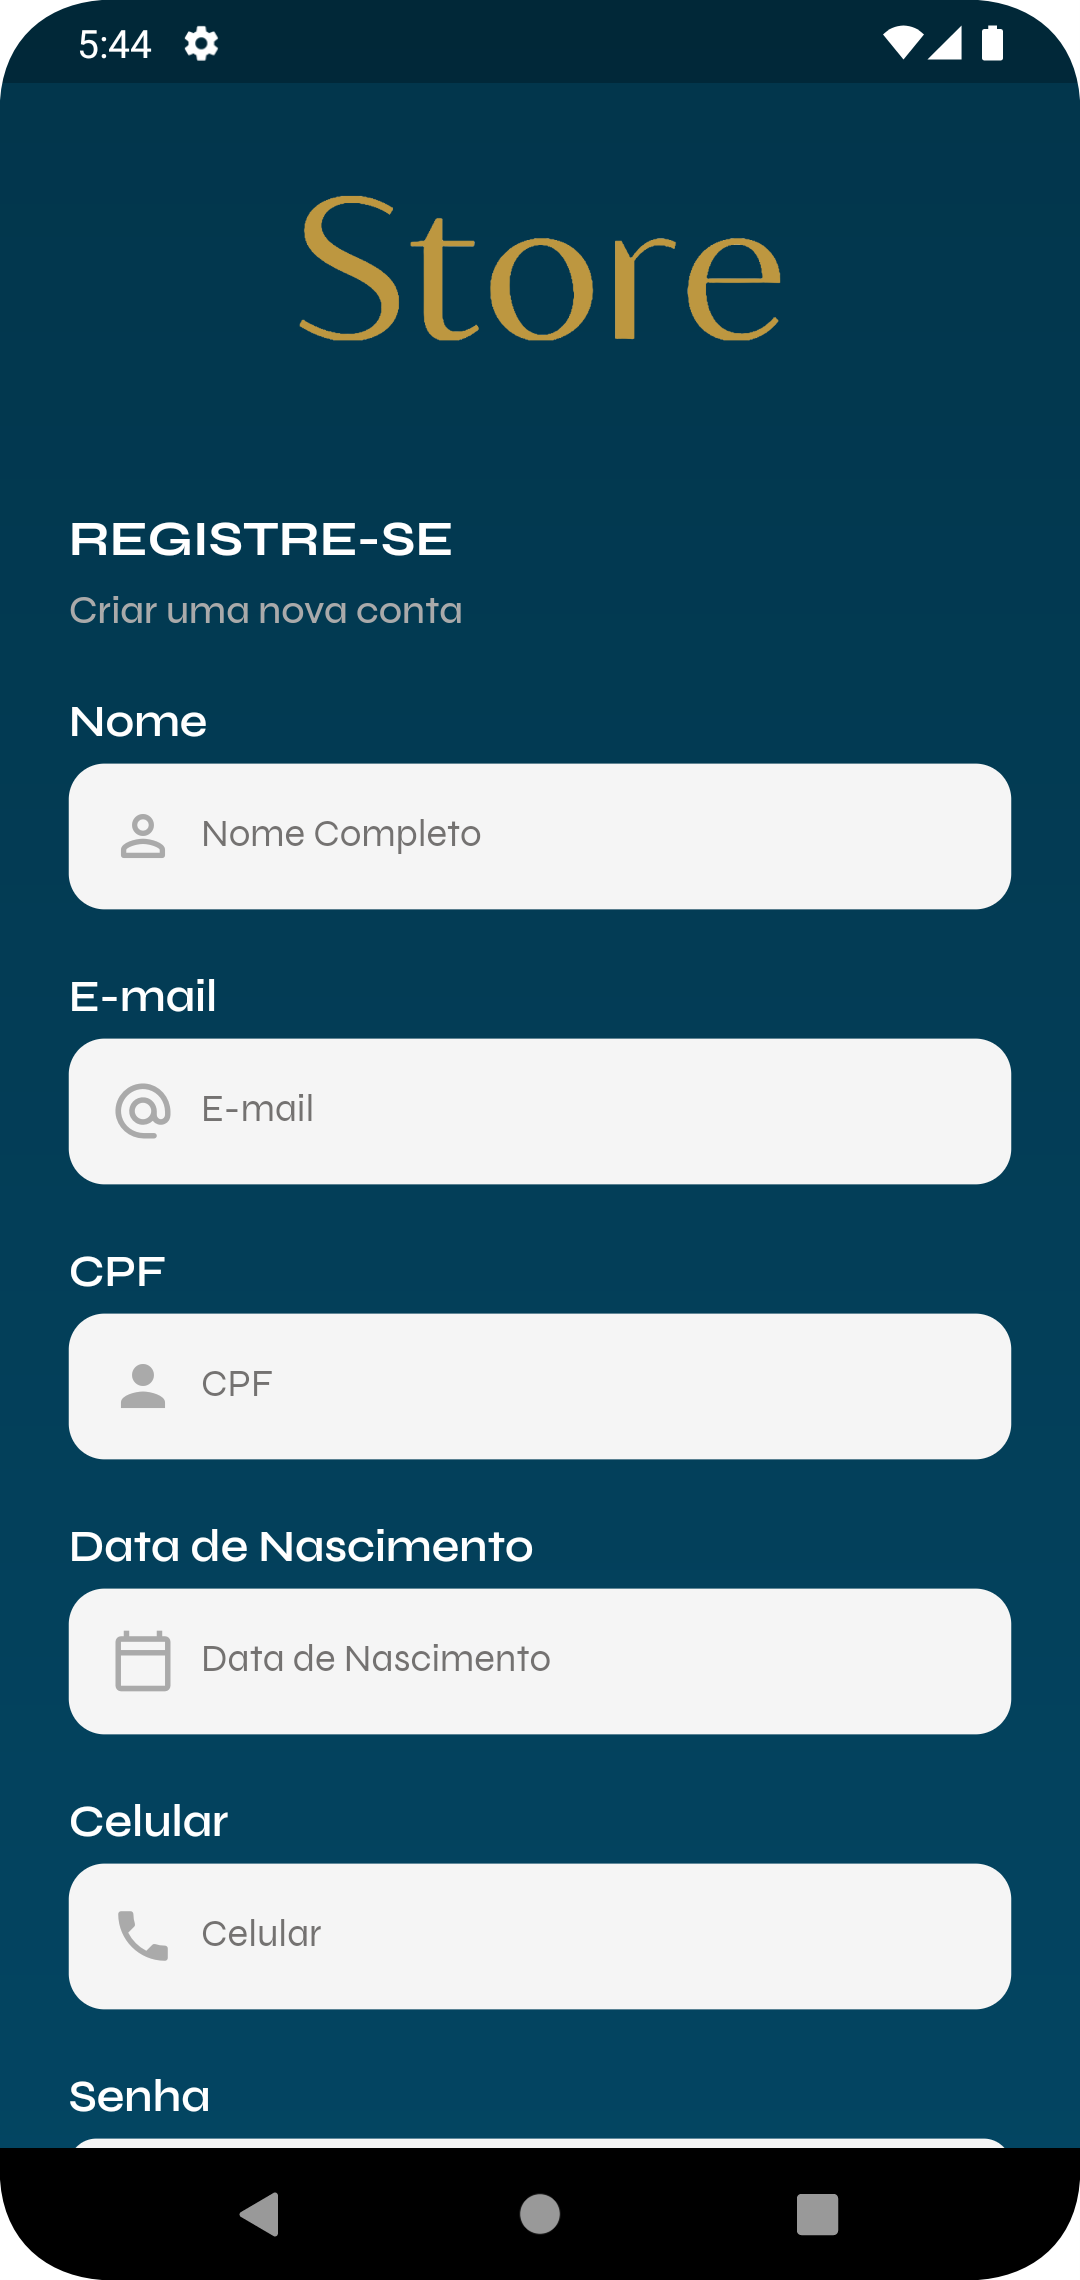 5:44
Store
REGISTRE-SE
Criar uma nova conta
Nome
Nome Completo
E-mail
E-mail
CPF
CPF
Data de Nascimento
Data de Nascimento
Celular
Celular
Senha